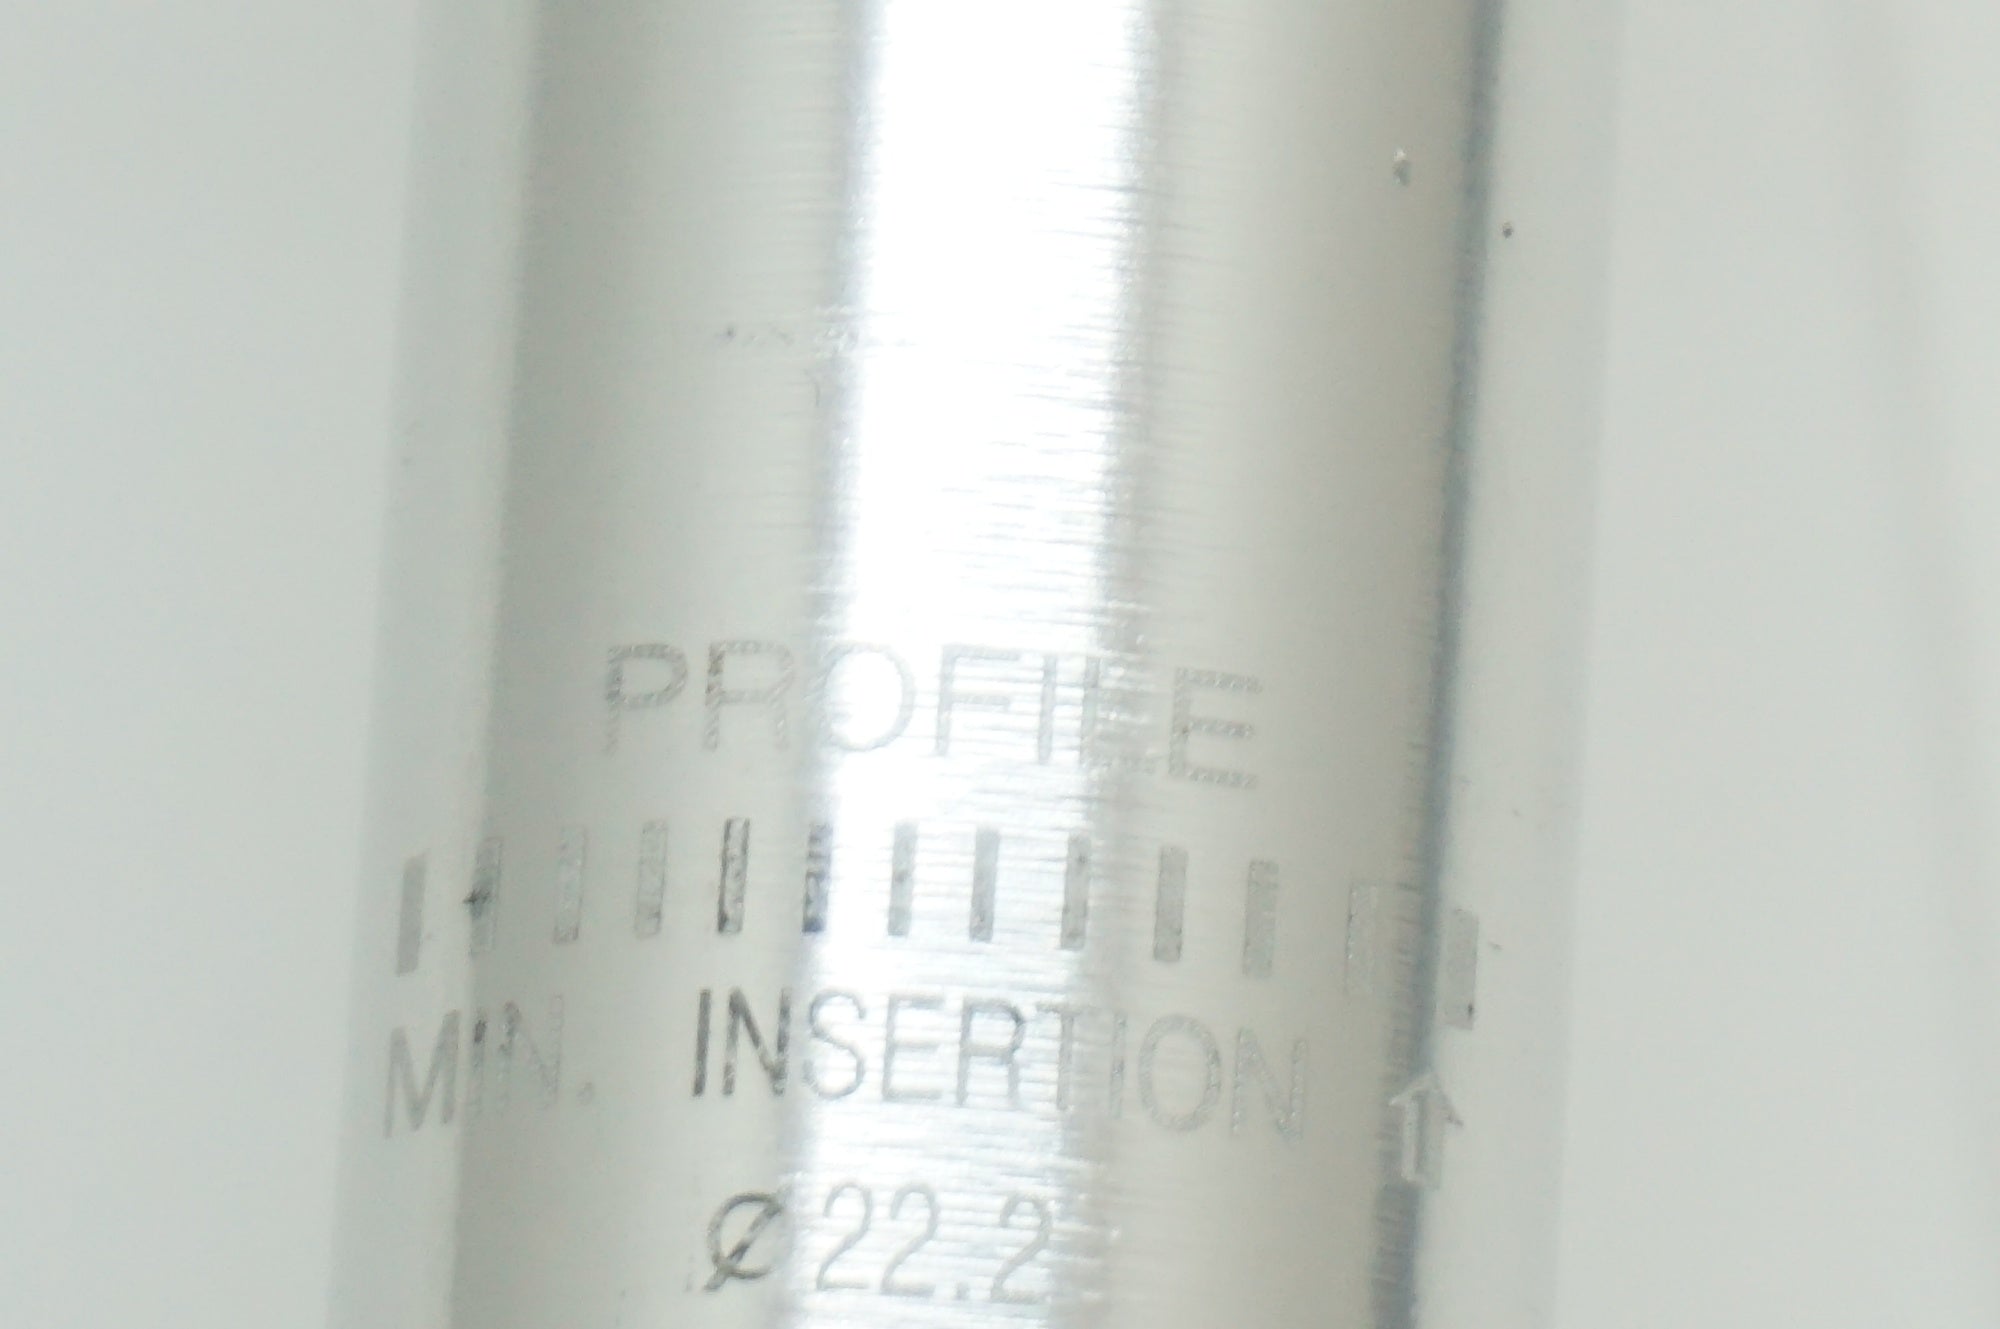 PROFILE
MIN. INSERTION
Ø22.2